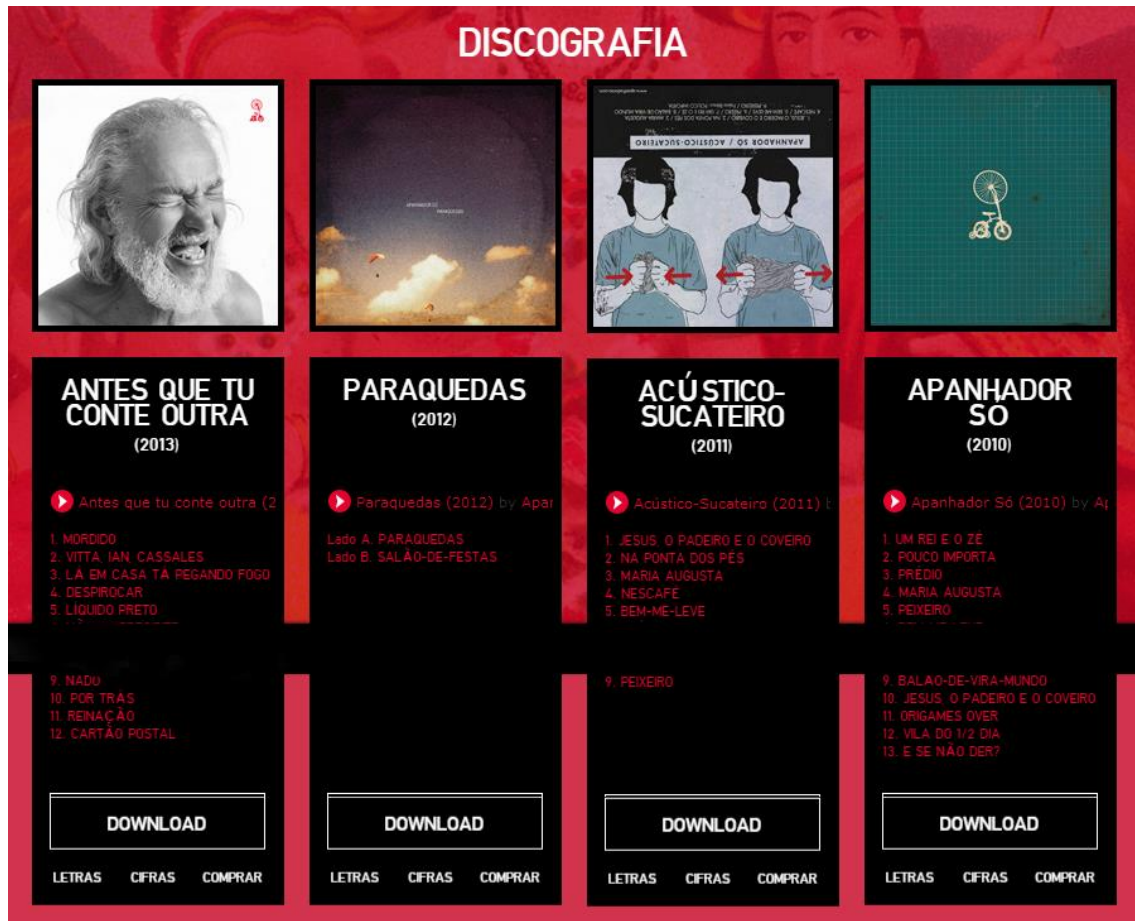 DISCOGRAFIA
APANHADOR SÓ / ACÚSTICO-SUCATEIRO
ANTES QUE TU
CONTE OUTRA
(2013)
Antes que tu conte outra (2
1. MORDIDO
2. VITTA, IAN, CASSALES
3. LÁ EM CASA TÁ PEGANDO FOGO
4. DESPIROCAR
5. LÍQUIDO PRETO
9. NADO
10. POR TRÁS
11. REINAÇÃO
12. CARTÃO POSTAL
DOWNLOAD
LETRAS CIFRAS COMPRAR
PARAQUEDAS
(2012)
Paraquedas (2012) by Apar
Lado A. PARAQUEDAS
Lado B. SALÃO-DE-FESTAS
DOWNLOAD
LETRAS CIFRAS COMPRAR
ACÚSTICO-
SUCATEIRO
(2011)
Acústico-Sucateiro (2011) b
1. JESUS, O PADEIRO E O COVEIRO
2. NA PONTA DOS PÉS
3. MARIA AUGUSTA
4. NESCAFÉ
5. BEM-ME-LEVE
9. PEIXEIRO
DOWNLOAD
LETRAS CIFRAS COMPRAR
APANHADOR
SÓ
(2010)
Apanhador Só (2010) by Ap
1. UM REI E O ZÉ
2. POUCO IMPORTA
3. PRÉDIO
4. MARIA AUGUSTA
5. PEIXEIRO
9. BALÃO-DE-VIRA-MUNDO
10. JESUS, O PADEIRO E O COVEIRO
11. ORIGAMES OVER
12. VILA DO 1/2 DIA
13. E SE NÃO DER?
DOWNLOAD
LETRAS CIFRAS COMPRAR